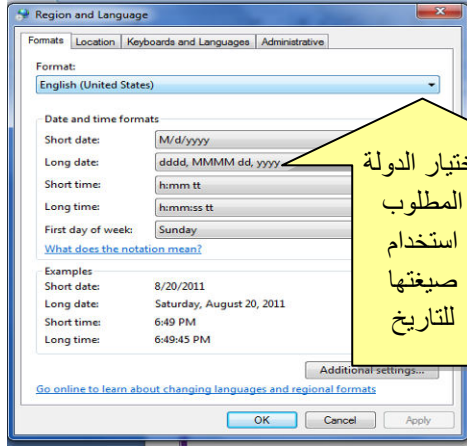 Region and Language
Formats Location Keyboards and Languages Administrative
Format:
English (United States)
Date and time formats
Short date: M/d/yyyy
Long date: dddd, MMMM dd, yyyy
Short time: h:mm tt
Long time: h:mm:ss tt
First day of week: Sunday
What does the notation mean?
Examples
Short date: 8/20/2011
Long date: Saturday, August 20, 2011
Short time: 6:49 PM
Long time: 6:49:45 PM
Additional settings...
Go online to learn about changing languages and regional formats
OK Cancel Apply
الدولة
المطلوب
استخدام
صيغتها
للتاريخ